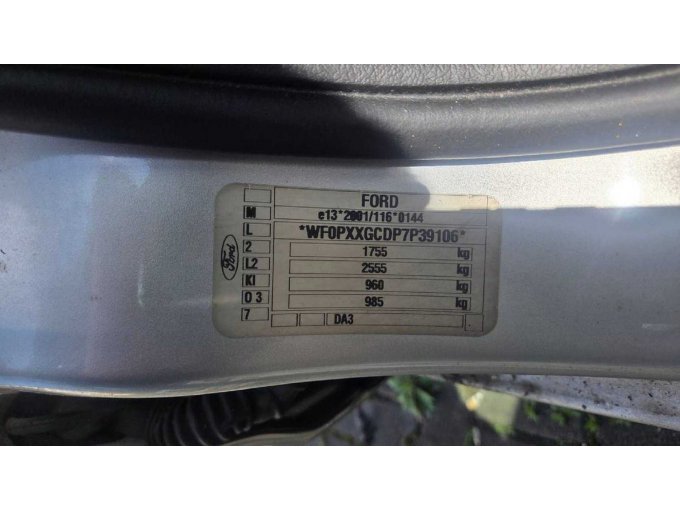 FORD
M e13*2001/116*0144
L *WF0PXXGCDP7P39106*
2 1755 kg
L2 2555 kg
KI 960 kg
O 3 985 kg
7 DA3
Ford